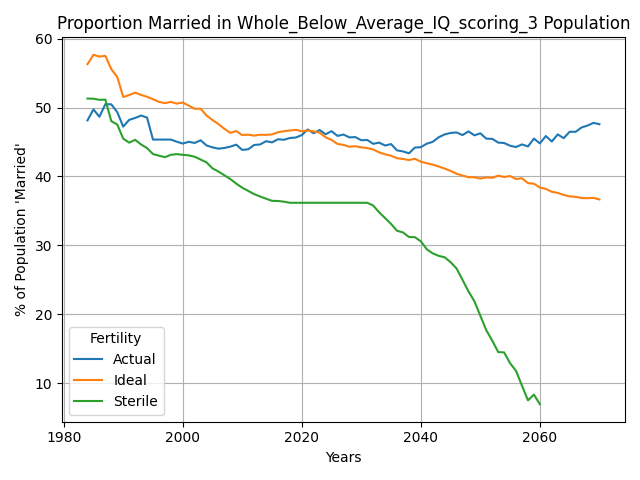 Proportion Married in Whole_Below_Average_IQ_scoring_3 Population
% of Population 'Married'
60
50
40
30
20
10
Fertility
Actual
Ideal
Sterile
1980
2000
2020
2040
2060
Years